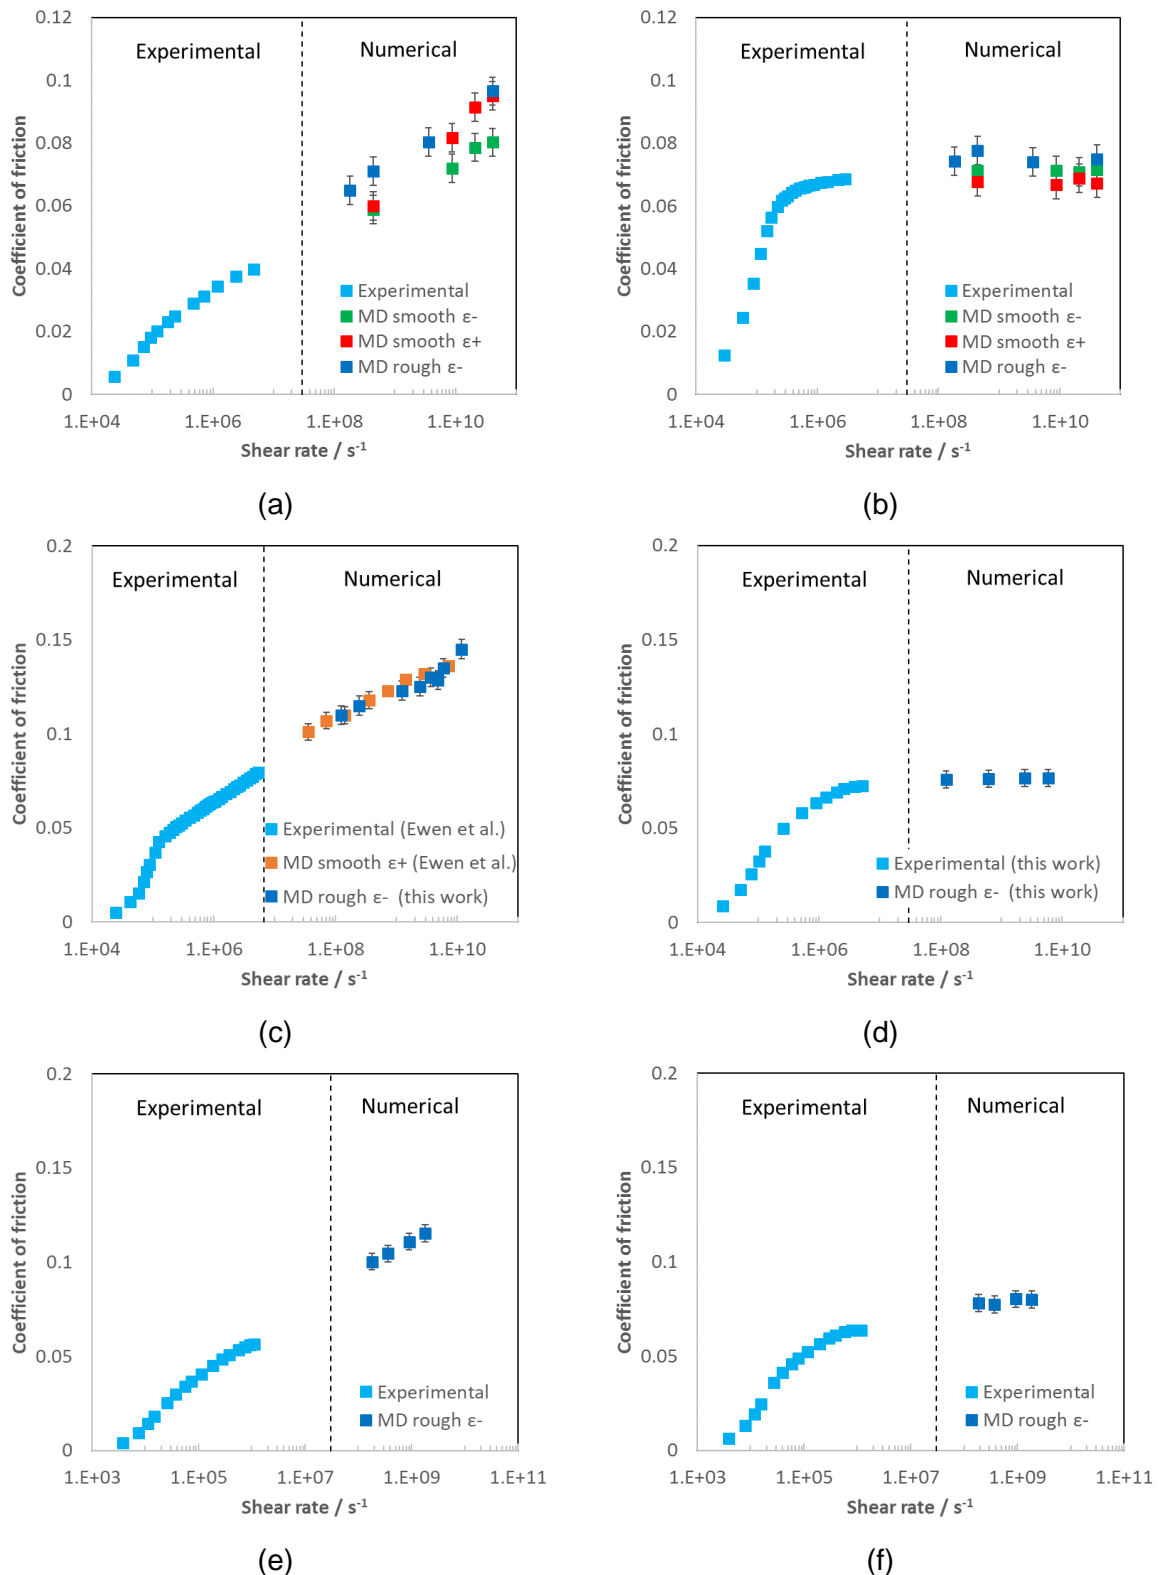 0.12
0.1
0.08
0.06
0.04
0.02
0
Coefficient of friction
Experimental
Numerical
Experimental
MD smooth ε-
MD smooth ε+
MD rough ε-
1.E+04
1.E+06
1.E+08
1.E+10
Shear rate / s-1
(a)
0.12
0.1
0.08
0.06
0.04
0.02
0
Coefficient of friction
Experimental
Numerical
Experimental
MD smooth ε-
MD smooth ε+
MD rough ε-
1.E+04
1.E+06
1.E+08
1.E+10
Shear rate / s-1
(b)
0.2
0.15
0.1
0.05
0
Coefficient of friction
Experimental
Numerical
Experimental (Ewen et al.)
MD smooth ε+ (Ewen et al.)
MD rough ε- (this work)
1.E+04
1.E+06
1.E+08
1.E+10
Shear rate / s-1
(c)
0.2
0.15
0.1
0.05
0
Coefficient of friction
Experimental
Numerical
Experimental (this work)
MD rough ε- (this work)
1.E+04
1.E+06
1.E+08
1.E+10
Shear rate / s-1
(d)
0.2
0.15
0.1
0.05
0
Coefficient of friction
Experimental
Numerical
Experimental
MD rough ε-
1.E+03
1.E+05
1.E+07
1.E+09
1.E+11
Shear rate / s-1
(e)
0.2
0.15
0.1
0.05
0
Coefficient of friction
Experimental
Numerical
Experimental
MD rough ε-
1.E+03
1.E+05
1.E+07
1.E+09
1.E+11
Shear rate / s-1
(f)